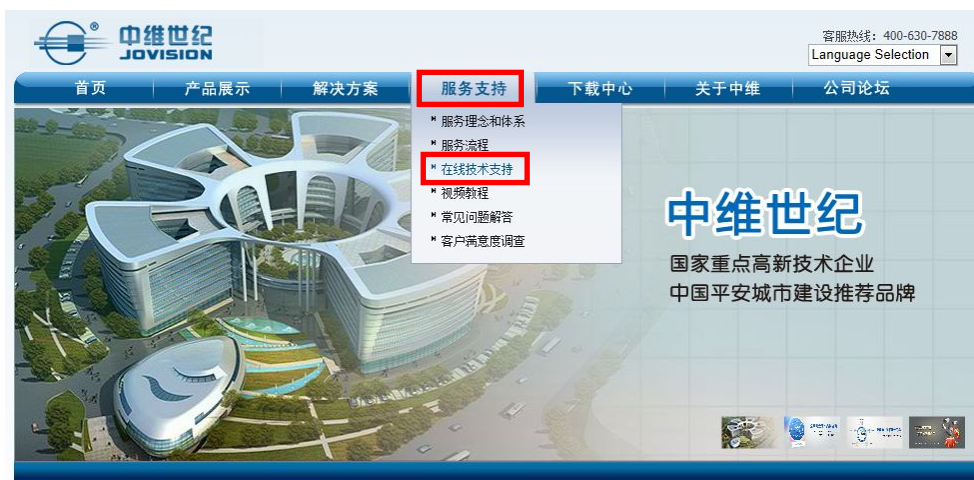 中维世纪
JOVISION
客服热线：400-630-7888
Language Selection
首页 产品展示 解决方案 服务支持 下载中心 关于中维 公司论坛
服务理念和体系
服务流程
在线技术支持
视频教程
常见问题解答
客户满意度调查
中维世纪
国家重点高新技术企业
中国平安城市建设推荐品牌